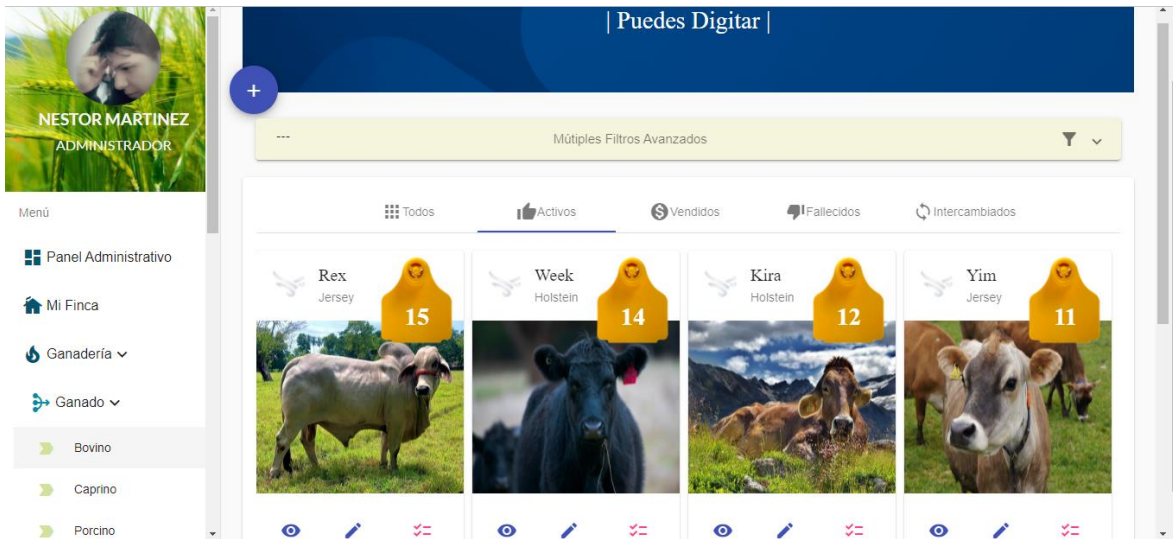 | Puedes Digitar |
+
NESTOR MARTINEZ
ADMINISTRADOR
--- Mútiples Filtros Avanzados
Menú
Panel Administrativo
Mi Finca
Ganadería
Ganado
Bovino
Caprino
Porcino
Todos Activos Vendidos Fallecidos Intercambiados
Rex
Jersey
15
Week
Holstein
14
Kira
Holstein
12
Yim
Jersey
11